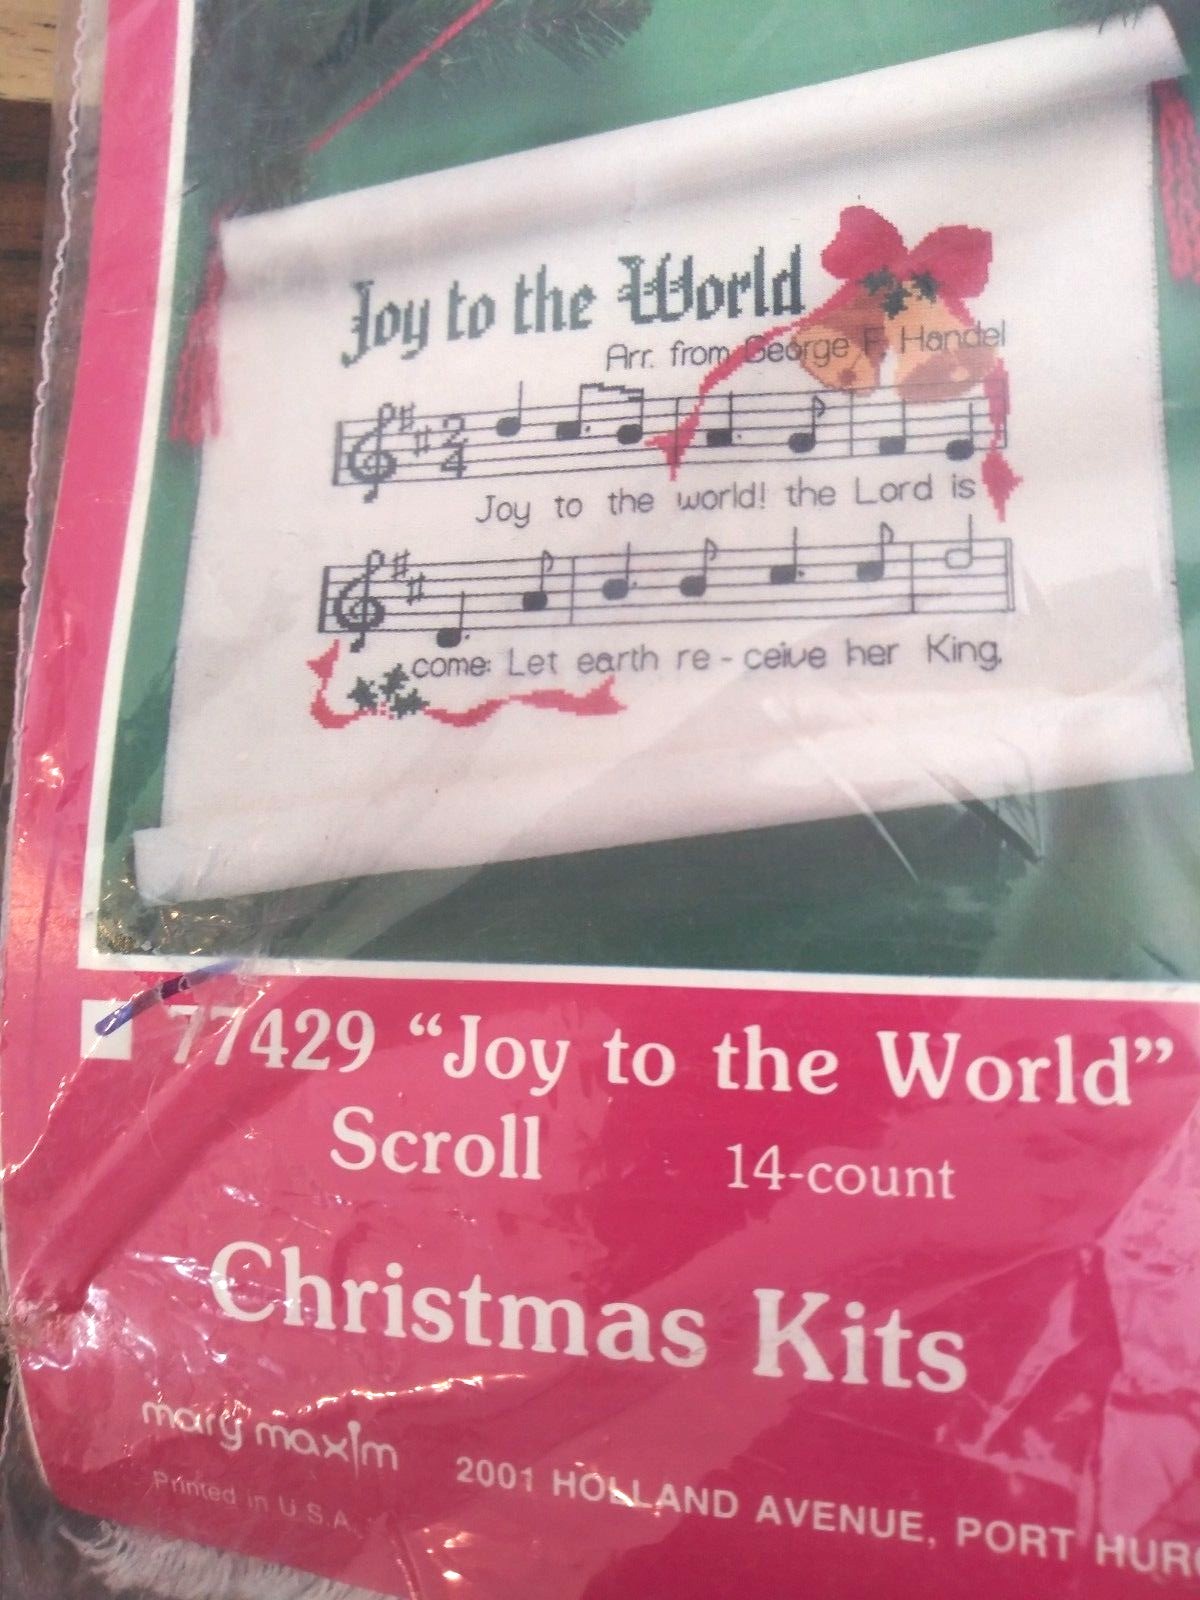 Joy to the World
Arr. from George F. Handel
2
4
Joy to the world! the Lord is
come: Let earth re-ceive her King.
77429 “Joy to the World”
Scroll 14-count
Christmas Kits
mary maxim 2001 HOLLAND AVENUE, PORT HUR
Printed in U.S.A.